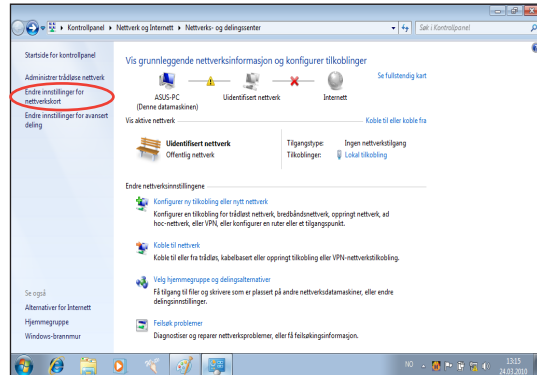 Kontrollpanel ▸ Nettverk og Internett ▸ Nettverks- og delingssenter
Søk i Kontrollpanel
Startside for kontrollpanel
Administrer trådløse nettverk
Endre innstillinger for
nettverkskort
Endre innstillinger for avansert
deling
Vis grunnleggende nettverksinformasjon og konfigurer tilkoblinger
Se fullstendig kart
ASUS-PC
(Denne datamaskinen)
Uidentifisert nettverk
Internett
Vis aktive nettverk
Koble til eller koble fra
Uidentifisert nettverk
Offentlig nettverk
Tilgangstype: Ingen nettverkstilgang
Tilkoblinger: Lokal tilkobling
Endre nettverksinnstillingene
Konfigurer ny tilkobling eller nytt nettverk
Konfigurer en tilkobling for trådløst nettverk, bredbåndsnettverk, oppringt nettverk, ad
hoc-nettverk, eller VPN, eller konfigurer en ruter eller et tilgangspunkt.
Koble til nettverk
Koble til eller fra trådløs, kabelbasert eller oppringt tilkobling eller VPN-nettverkstilkobling.
Velg hjemmegruppe og delingsalternativer
Få tilgang til filer og skrivere som er plassert på andre nettverksdatamaskiner, eller endre
delingsinnstillinger.
Feilsøk problemer
Diagnostiser og reparer nettverksproblemer, eller få feilsøkingsinformasjon.
Se også
Alternativer for Internett
Hjemmegruppe
Windows-brannmur
NO
13:15
24.03.2010